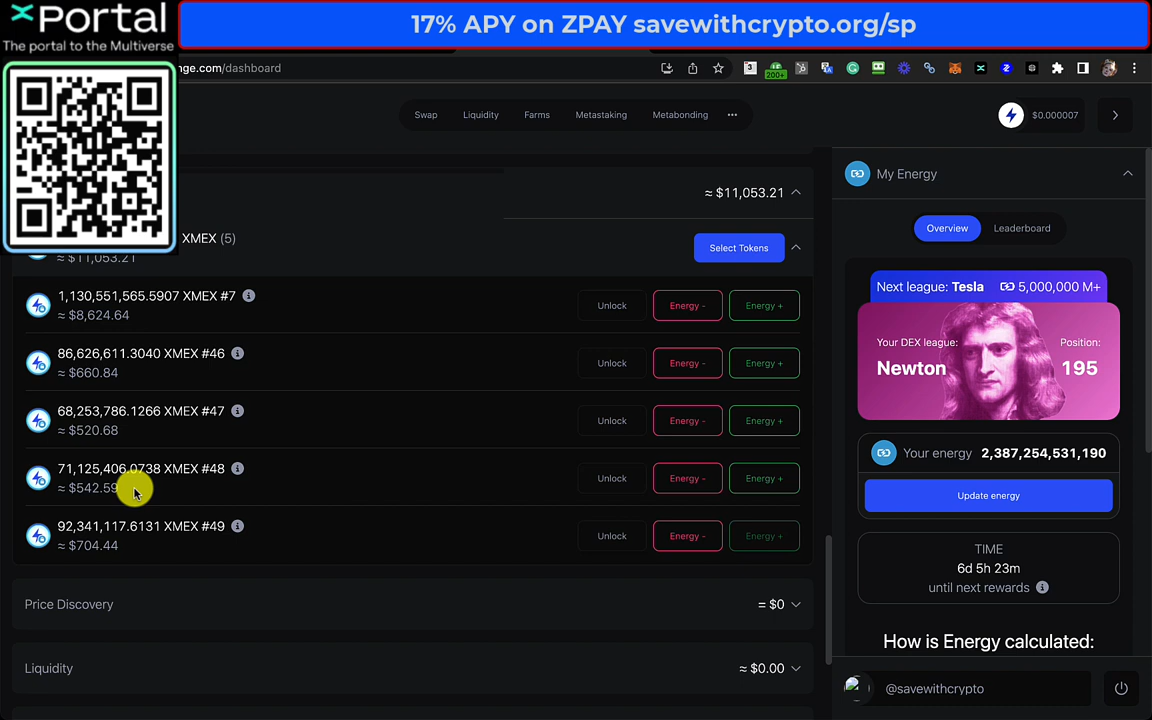 xPortal
The portal to the Multiverse
17% APY on ZPAY savewithcrypto.org/sp
nge.com/dashboard
3
200+
Swap
Liquidity
Farms
Metastaking
Metabonding
•••
$0.000007
≈ $11,053.21
XMEX (5)
≈ $11,053.21
Select Tokens
1,130,551,565.5907 XMEX #7
≈ $8,624.64
Unlock
Energy -
Energy +
86,626,611.3040 XMEX #46
≈ $660.84
Unlock
Energy -
Energy +
68,253,786.1266 XMEX #47
≈ $520.68
Unlock
Energy -
Energy +
71,125,406.0738 XMEX #48
≈ $542.59
Unlock
Energy -
Energy +
92,341,117.6131 XMEX #49
≈ $704.44
Unlock
Energy -
Energy +
Price Discovery
= $0
Liquidity
≈ $0.00
My Energy
Overview
Leaderboard
Next league: Tesla
5,000,000 M+
Your DEX league:
Newton
Position:
195
Your energy
2,387,254,531,190
Update energy
TIME
6d 5h 23m
until next rewards
How is Energy calculated:
@savewithcrypto